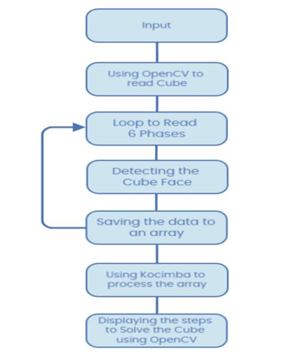 Input
Using OpenCV to
read Cube
Loop to Read
6 Phases
Detecting the
Cube Face
Saving the data to
an array
Using Kocimba to
process the array
Displaying the steps
to Solve the Cube
using OpenCV